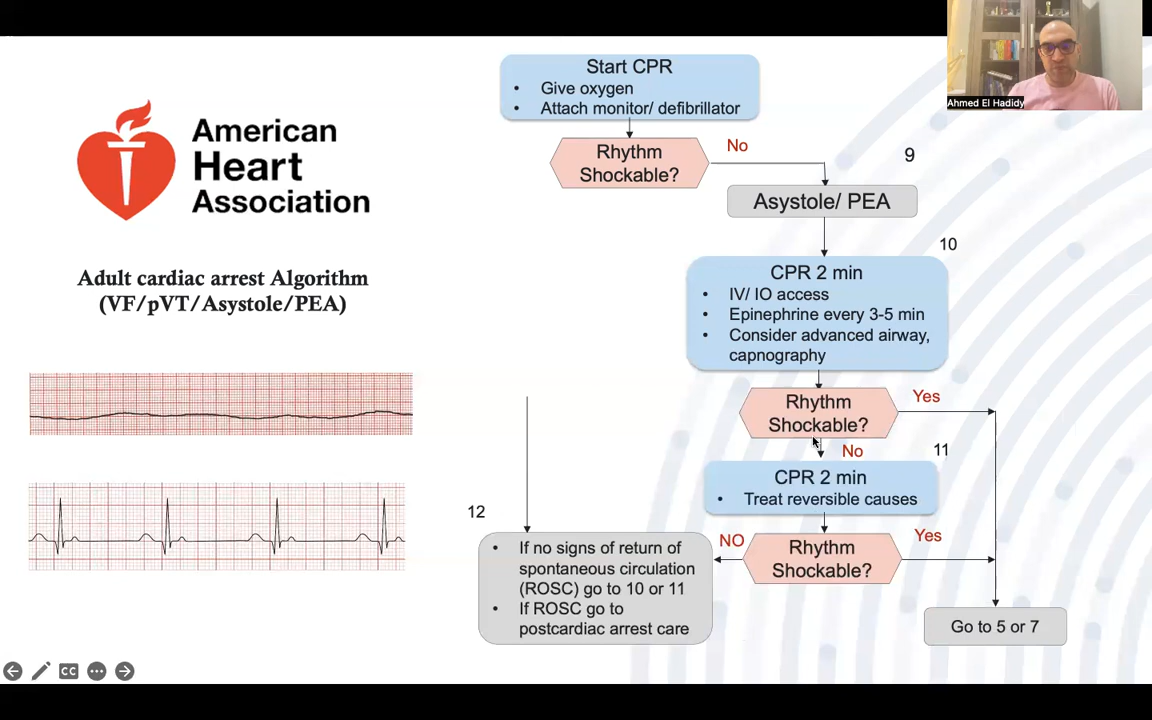 Ahmed El Hadidy
American
Heart
Association
Adult cardiac arrest Algorithm
(VF/pVT/Asystole/PEA)
Start CPR
• Give oxygen
• Attach monitor/ defibrillator
Rhythm
Shockable?
No
9
Asystole/ PEA
10
CPR 2 min
• IV/ IO access
• Epinephrine every 3-5 min
• Consider advanced airway,
capnography
Rhythm
Shockable?
Yes
No
11
CPR 2 min
• Treat reversible causes
Rhythm
Shockable?
Yes
NO
12
• If no signs of return of
spontaneous circulation
(ROSC) go to 10 or 11
• If ROSC go to
postcardiac arrest care
Go to 5 or 7
CC